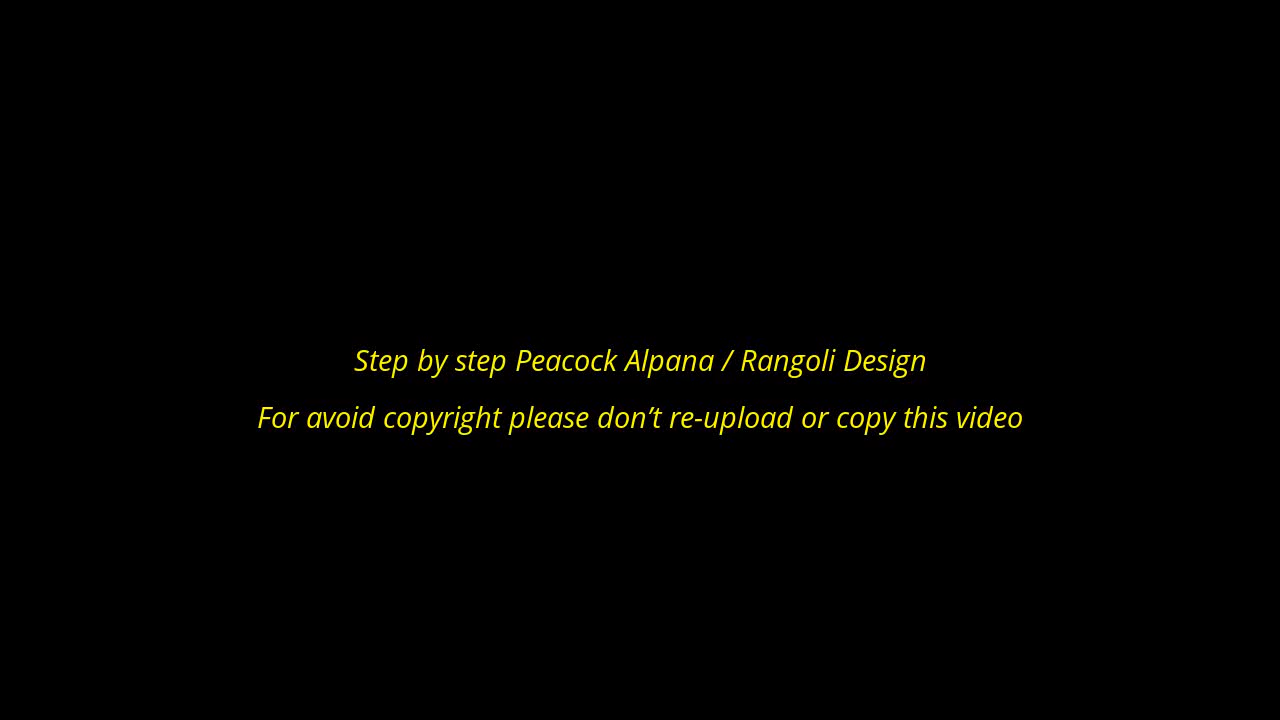 Step by step Peacock Alpana / Rangoli Design
For avoid copyright please don’t re-upload or copy this video